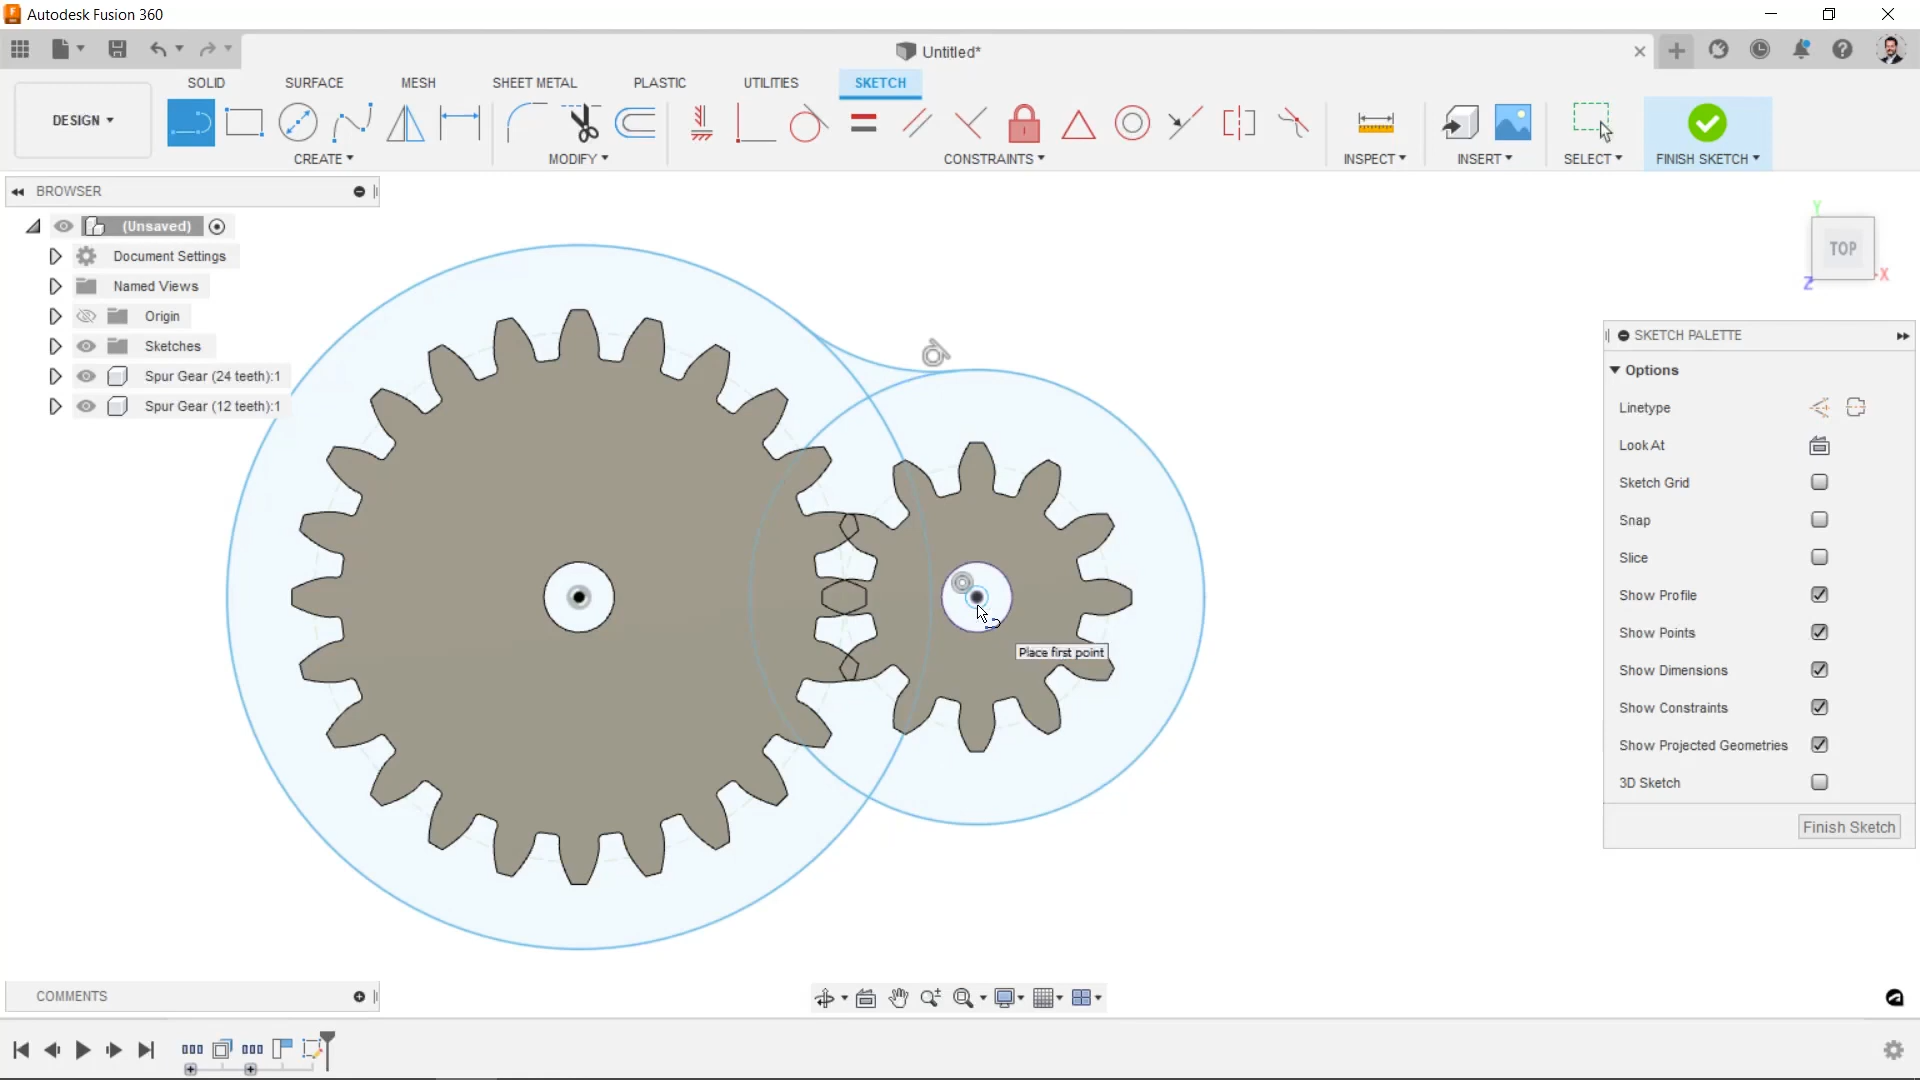 Autodesk Fusion 360
Untitled*
SOLID SURFACE MESH SHEET METAL PLASTIC UTILITIES SKETCH
DESIGN
CREATE MODIFY CONSTRAINTS INSPECT INSERT SELECT FINISH SKETCH
BROWSER
(Unsaved)
Document Settings
Named Views
Origin
Sketches
Spur Gear (24 teeth):1
Spur Gear (12 teeth):1
Y
TOP
X
Z
SKETCH PALETTE
Options
Linetype
Look At
Sketch Grid
Snap
Slice
Show Profile
Show Points
Show Dimensions
Show Constraints
Show Projected Geometries
3D Sketch
Finish Sketch
Place first point
COMMENTS